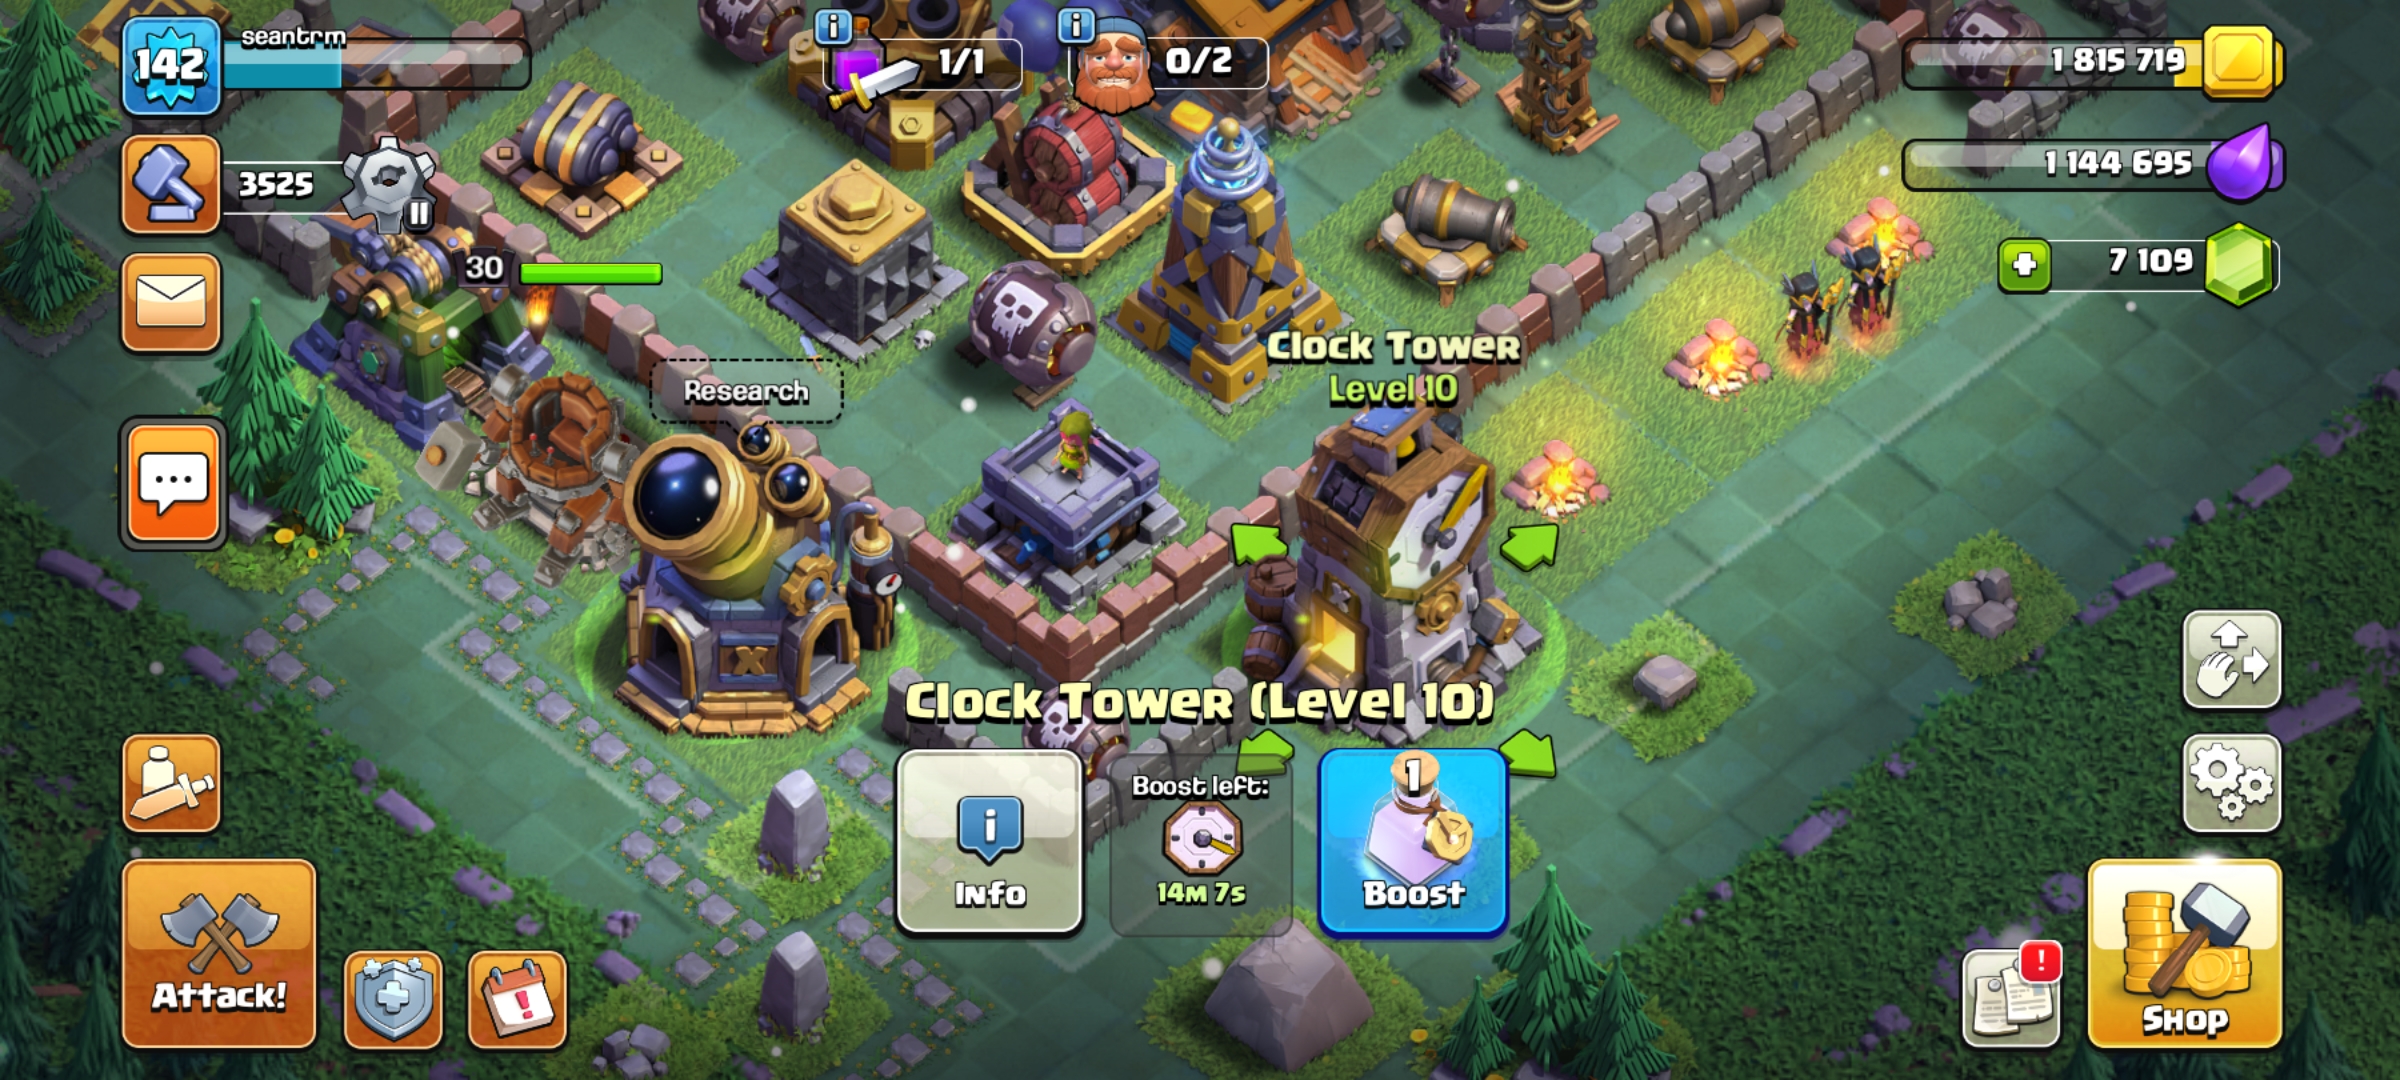 seantrm
142
1/1
0/2
1 815 719
3525
1 144 695
30
7 109
Research
Clock Tower
Level 10
Clock Tower (Level 10)
Info
Boost left:
14m 7s
1
Boost
Attack!
!
Shop